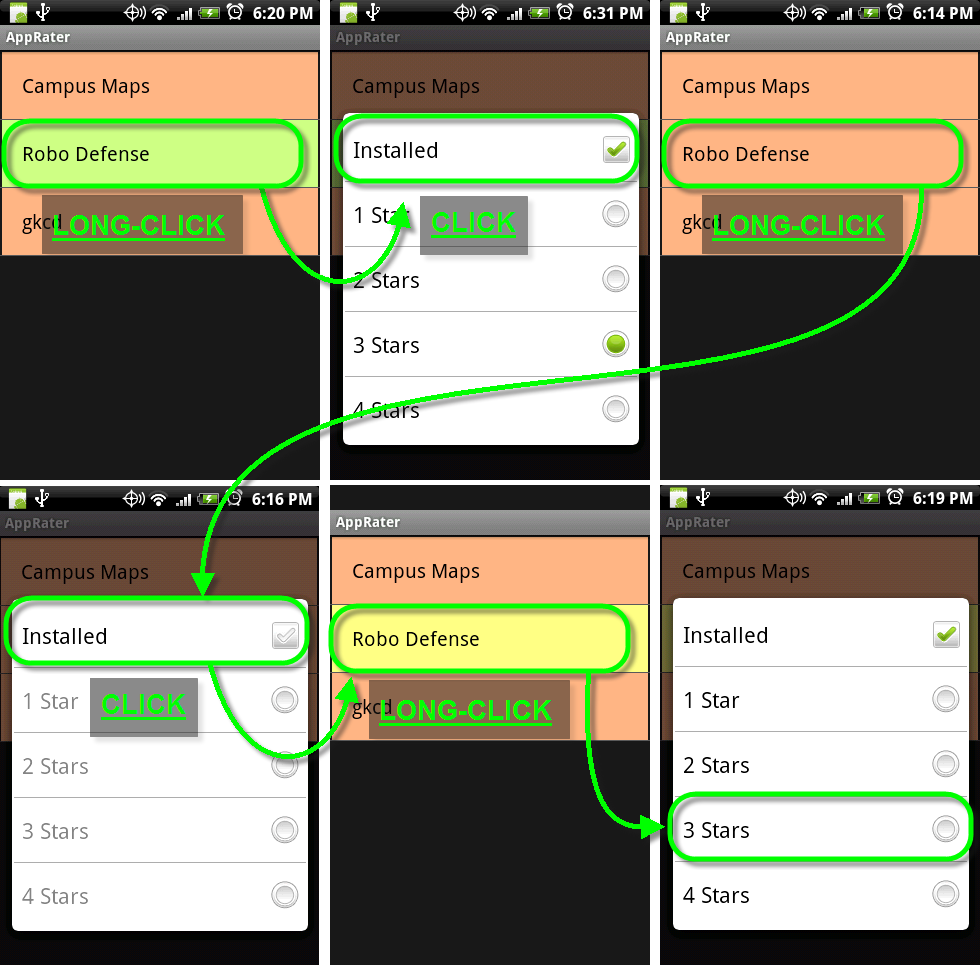 6:20 PM
AppRater
Campus Maps
Robo Defense
gkcd
LONG-CLICK
6:31 PM
AppRater
Campus Maps
Installed
1 Star
CLICK
2 Stars
3 Stars
4 Stars
6:14 PM
AppRater
Campus Maps
Robo Defense
gkcd
LONG-CLICK
6:16 PM
AppRater
Campus Maps
Installed
1 Star
CLICK
2 Stars
3 Stars
4 Stars
AppRater
Campus Maps
Robo Defense
gkcd
LONG-CLICK
6:19 PM
AppRater
Campus Maps
Installed
1 Star
2 Stars
3 Stars
4 Stars